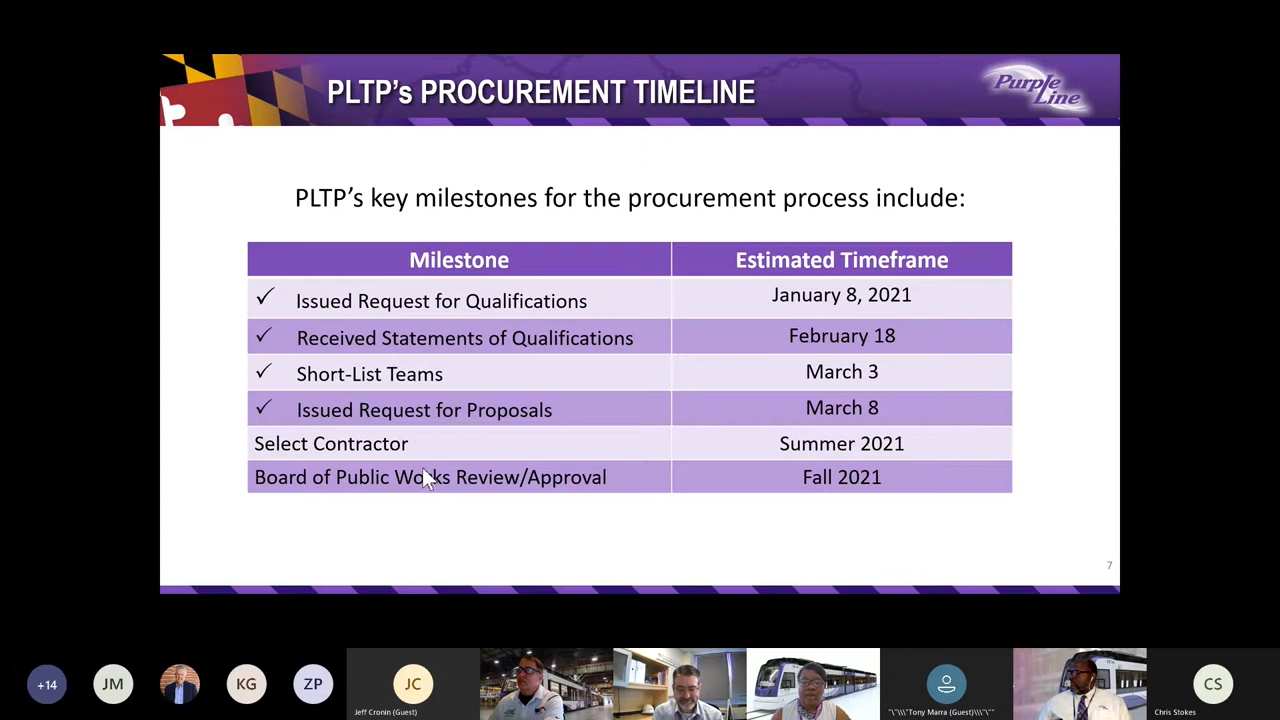 PLTP's PROCUREMENT TIMELINE
Purple
Line
PLTP's key milestones for the procurement process include:
Milestone Estimated Timeframe
✓ Issued Request for Qualifications January 8, 2021
✓ Received Statements of Qualifications February 18
✓ Short-List Teams March 3
✓ Issued Request for Proposals March 8
Select Contractor Summer 2021
Board of Public Works Review/Approval Fall 2021
7
+14 JM KG ZP JC CS
Jeff Cronin (Guest) "\"\\\"Tony Marra (Guest)\\\"\"" Chris Stokes